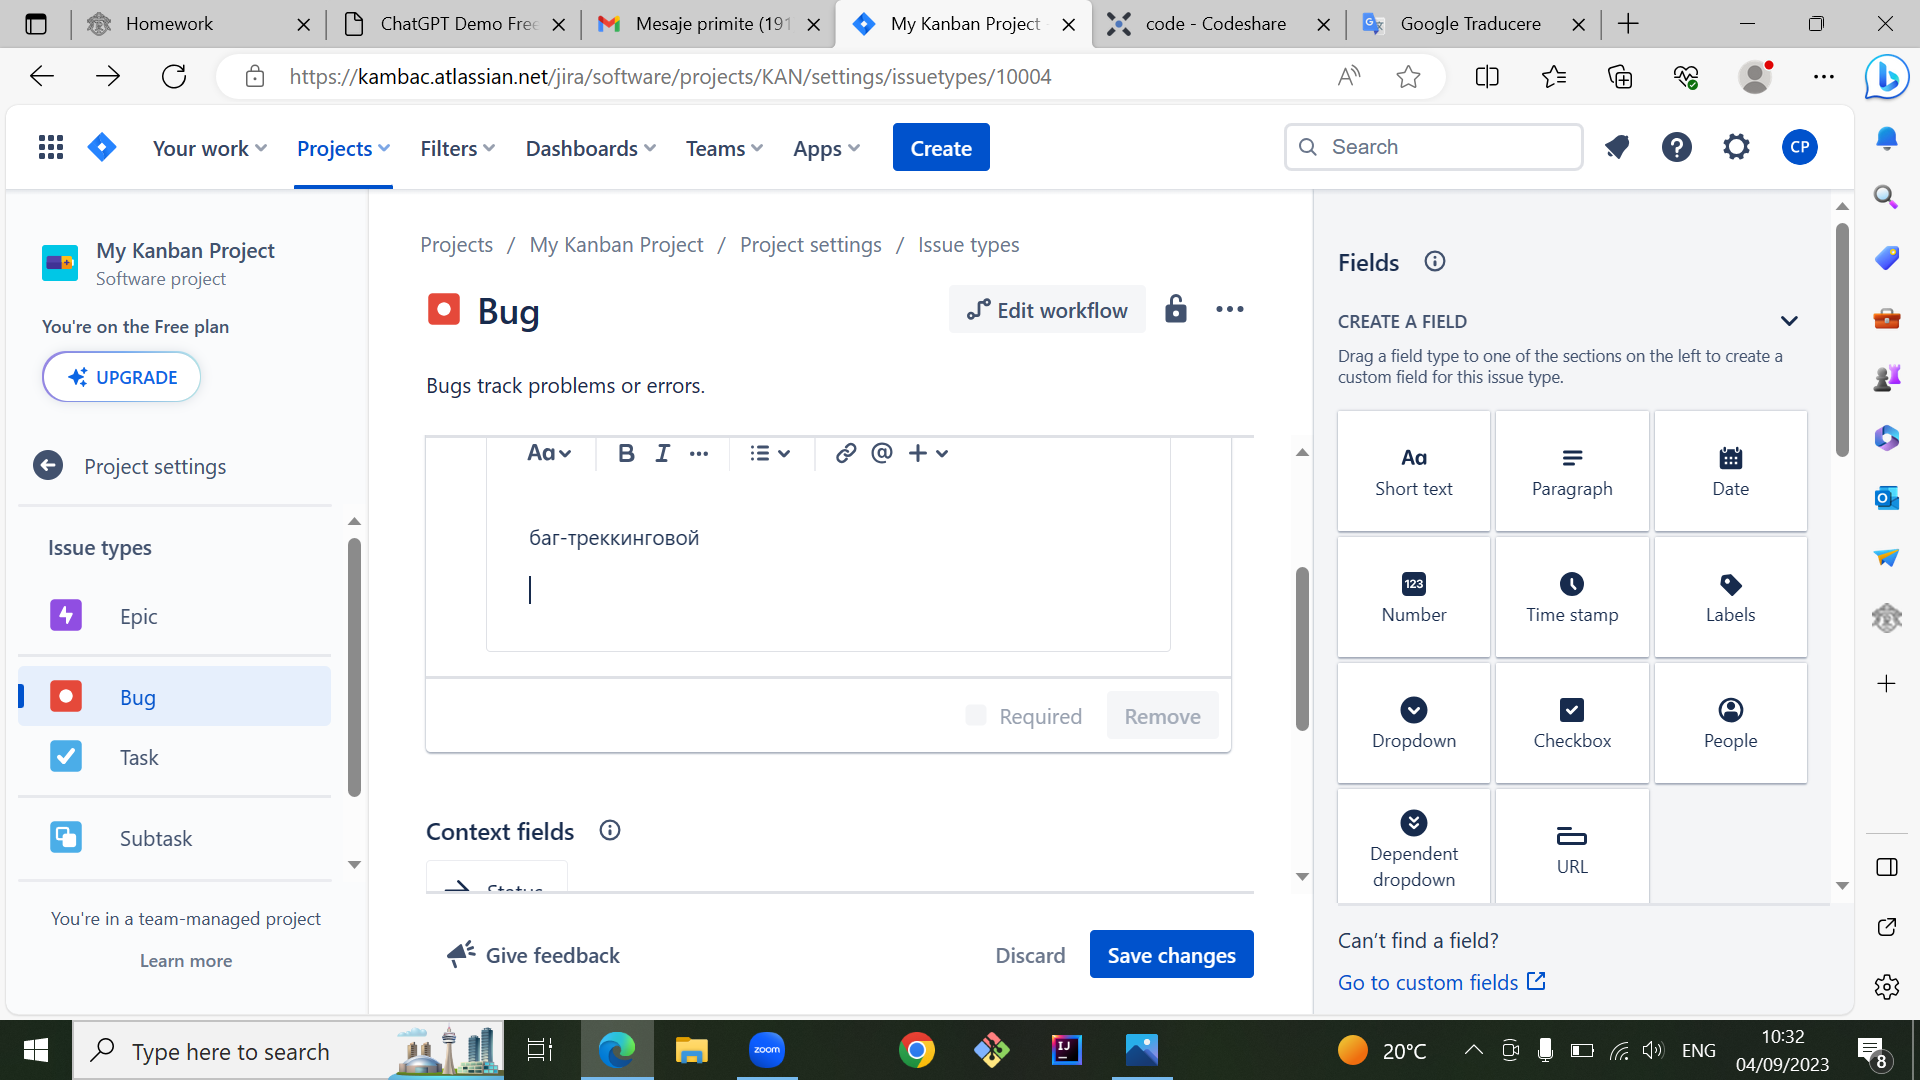 Homework
ChatGPT Demo Free
Mesaje primite (191
My Kanban Project -
code - Codeshare
Google Traducere
https://kambac.atlassian.net/jira/software/projects/KAN/settings/issuetypes/10004
Your work
Projects
Filters
Dashboards
Teams
Apps
Create
Search
CP
My Kanban Project
Software project
You're on the Free plan
UPGRADE
Project settings
Issue types
Epic
Bug
Task
Subtask
You're in a team-managed project
Learn more
Projects / My Kanban Project / Project settings / Issue types
Bug
Edit workflow
Bugs track problems or errors.
Aa B I
баг-треккинговой
Required
Remove
Context fields
Status
Give feedback
Discard
Save changes
Fields
CREATE A FIELD
Drag a field type to one of the sections on the left to create a
custom field for this issue type.
Aa
Short text
Paragraph
Date
123
Number
Time stamp
Labels
Dropdown
Checkbox
People
Dependent
dropdown
URL
Can’t find a field?
Go to custom fields
Type here to search
zoom
IJ
20°C
ENG
10:32
04/09/2023
8